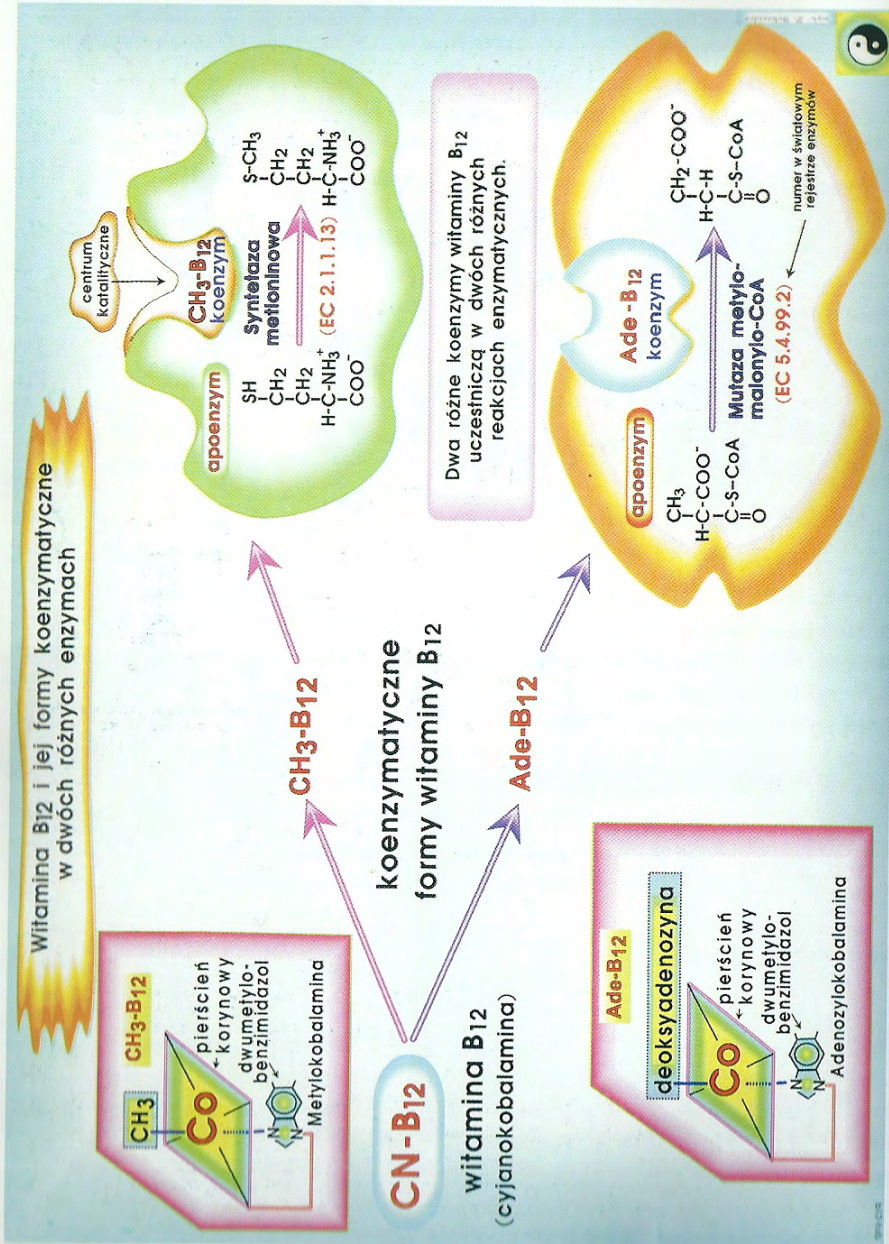 Witamina B12 i jej formy koenzymatyczne
w dwóch różnych enzymach
CH3
CH3-B12
Co
pierścień
korynowy
dwumetylo-
benzimidazol
N
N
Metylokobalamina
CN-B12
witamina B12
(cyjanokobalamina)
CH3-B12
koenzymatyczne
formy witaminy B12
Ade-B12
deoksyadenozyna
Ade-B12
Co
pierścień
korynowy
dwumetylo-
benzimidazol
N
N
Adenozylokobalamina
centrum
katalityczne
CH3-B12
koenzym
apoenzym
SH
CH2
CH2
H-C-NH3+
COO-
Syntetaza
metioninowa
(EC 2.1.1.13)
S-CH3
CH2
CH2
H-C-NH3+
COO-
Dwa różne koenzymy witaminy B12
uczestniczą w dwóch różnych
reakcjach enzymatycznych.
Ade-B12
koenzym
apoenzym
CH3
H-C-COO-
C-S-CoA
O
Mutaza metylo-
malonylo-CoA
(EC 5.4.99.2)
CH2-COO-
H-C-H
C-S-CoA
O
numer w światowym
rejestrze enzymów